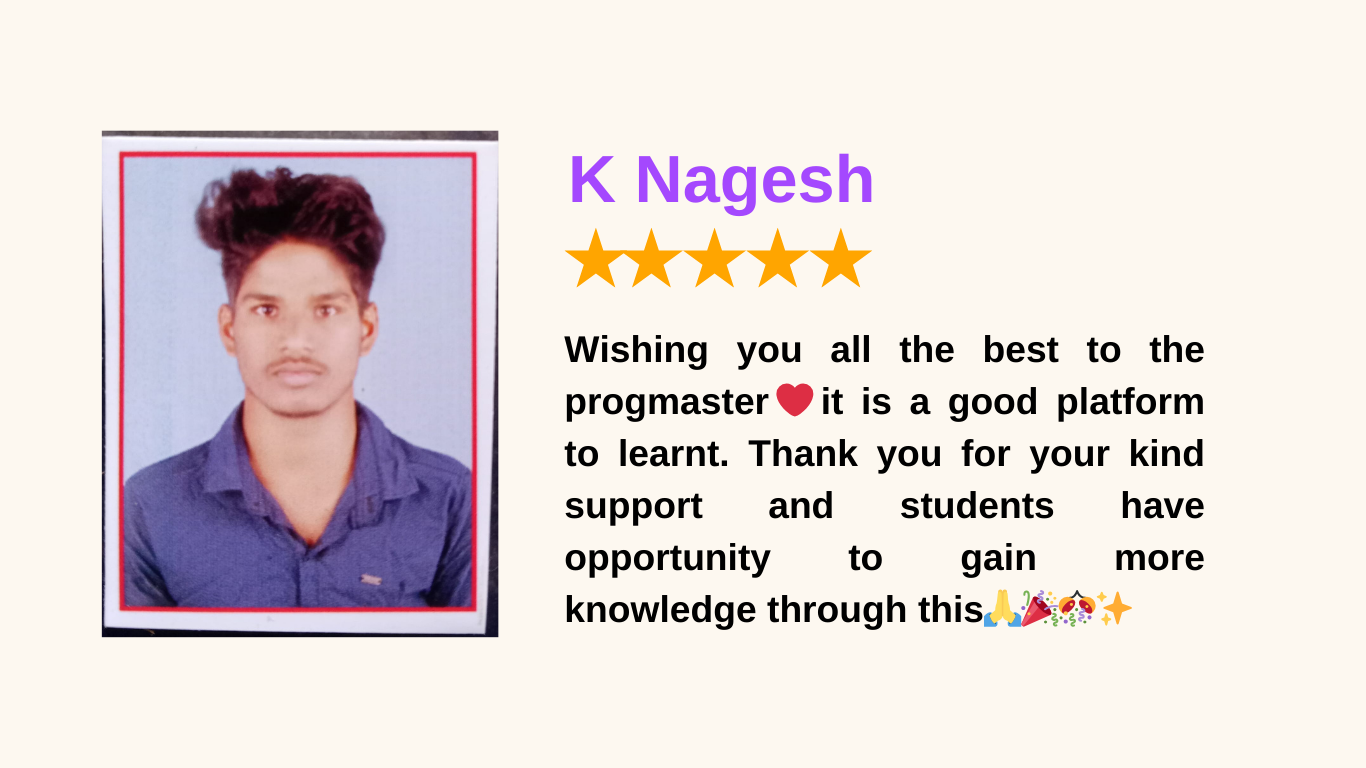 K Nagesh
Wishing you all the best to the
progmaster❤️it is a good platform
to learnt. Thank you for your kind
support and students have
opportunity to gain more
knowledge through this🙏🎉🎊✨